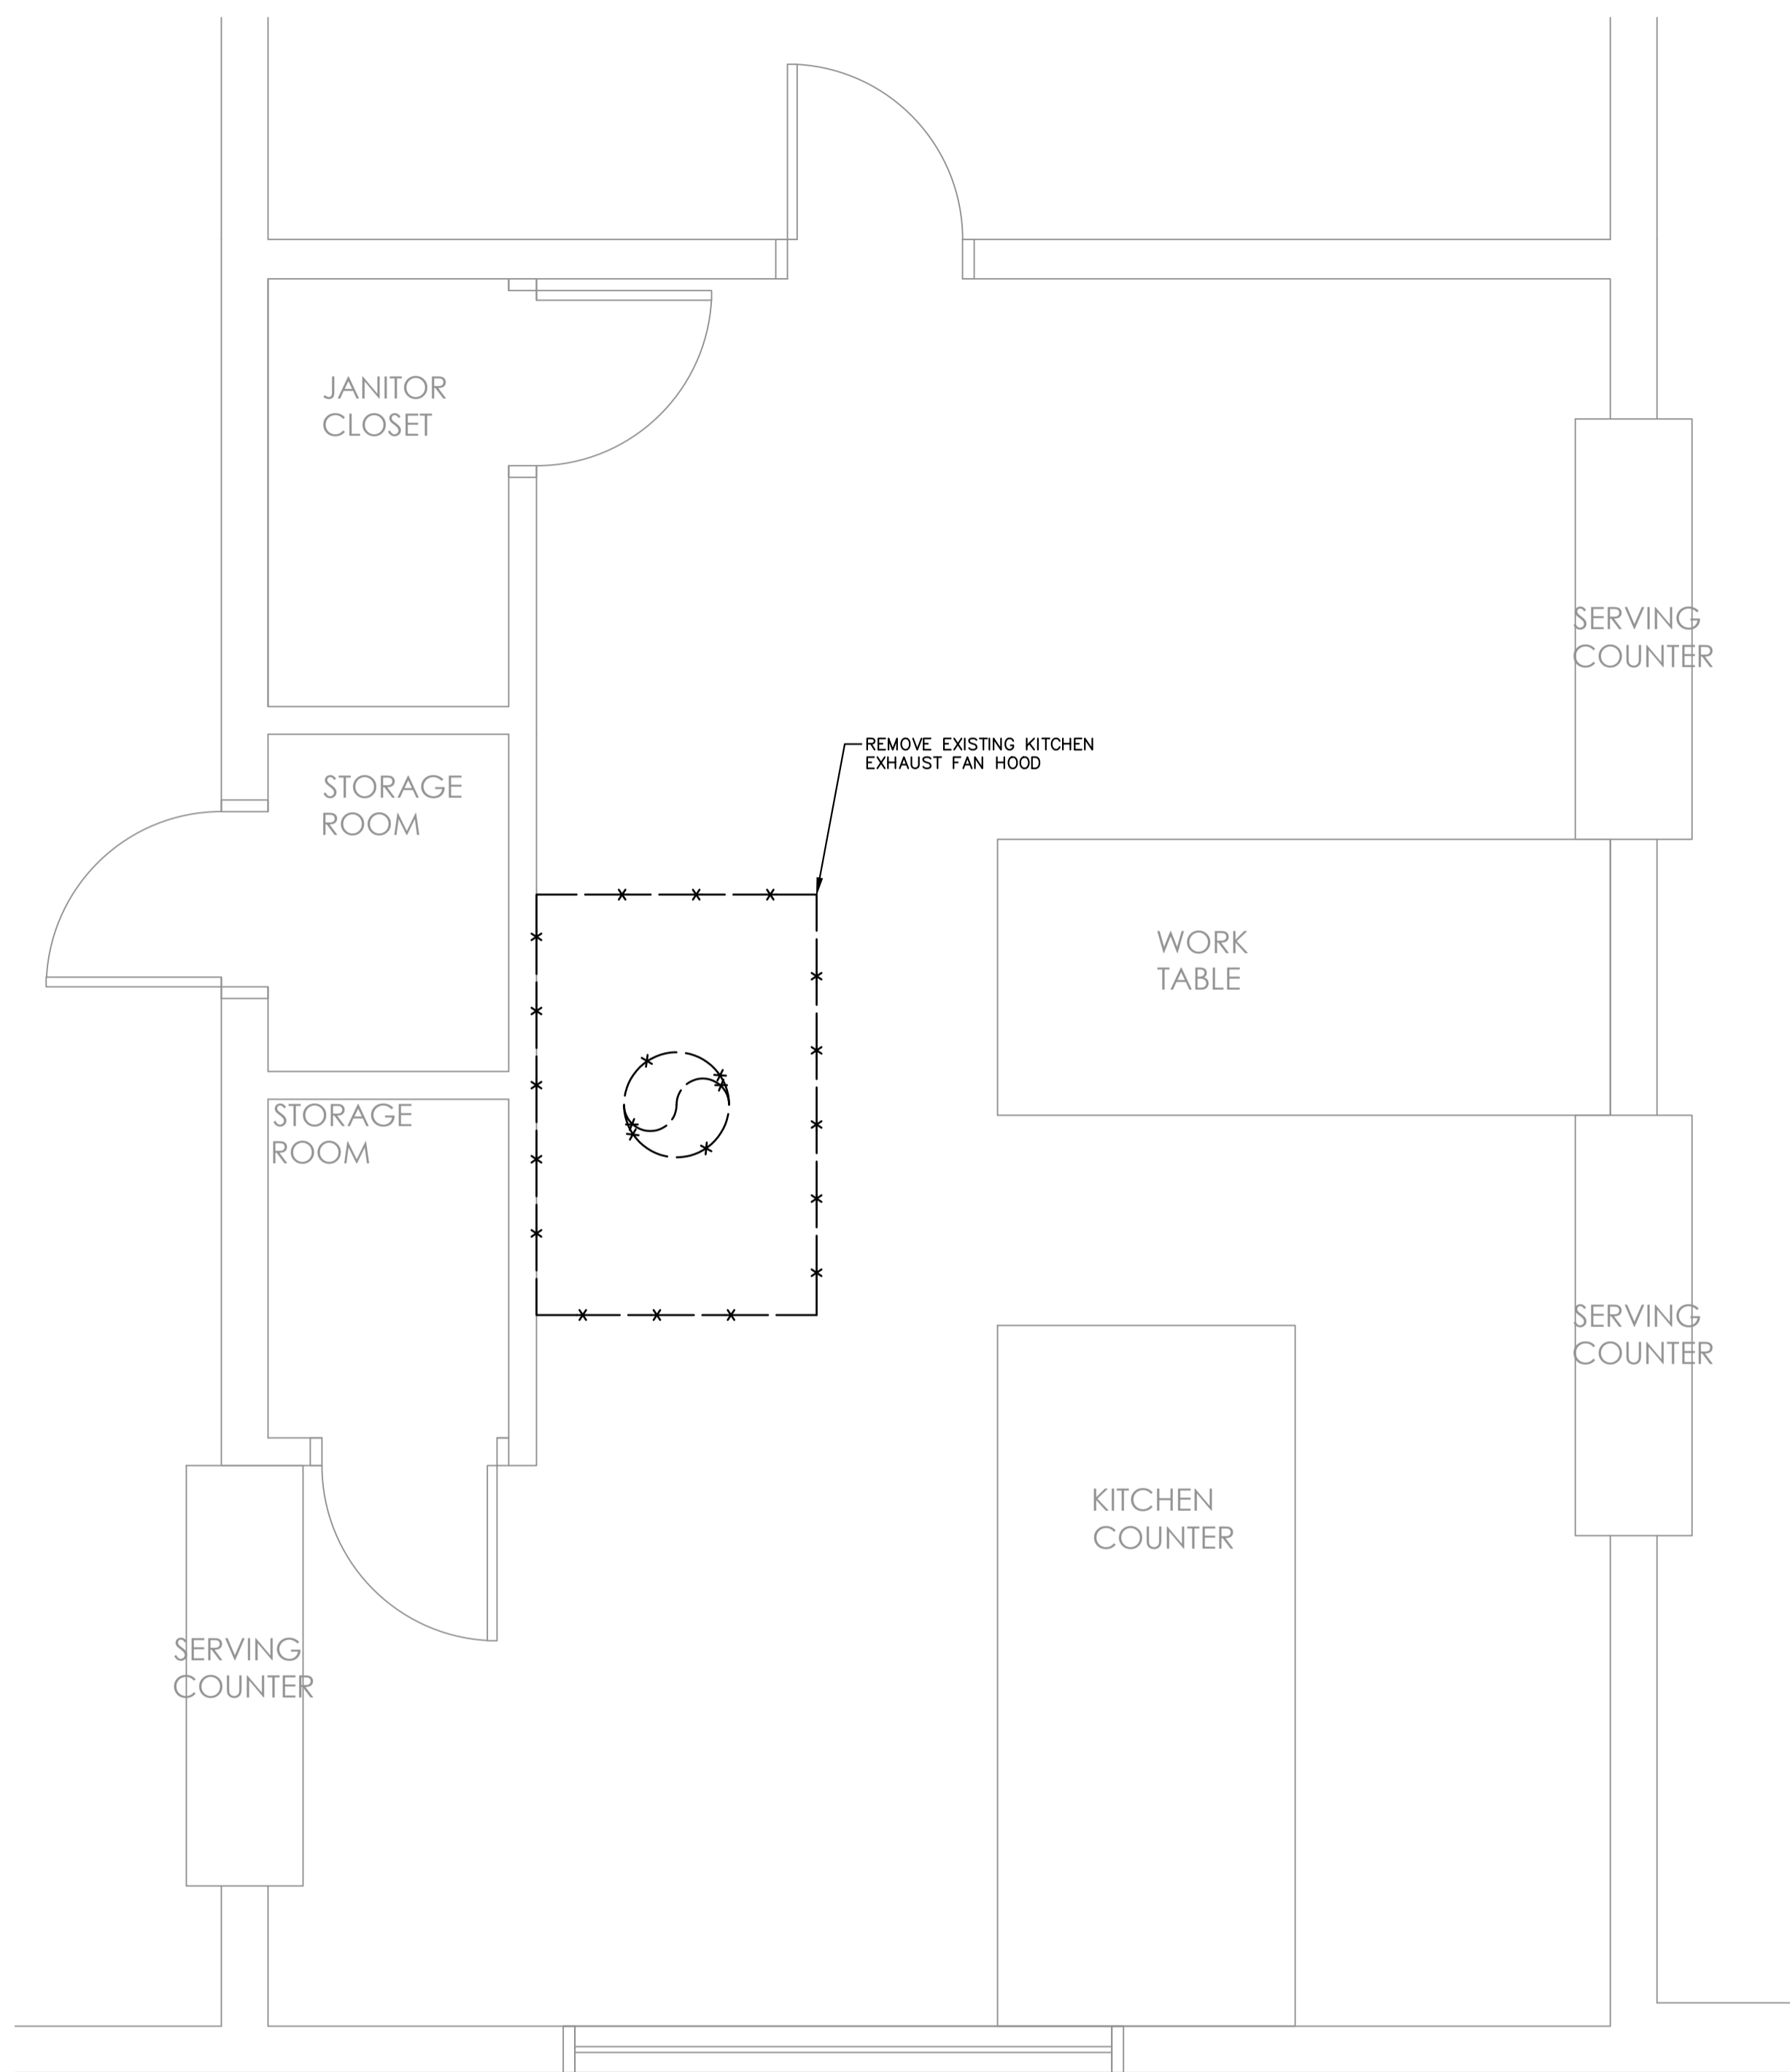 JANITOR
CLOSET
SERVING
COUNTER
REMOVE EXISTING KITCHEN
EXHAUST FAN HOOD
STORAGE
ROOM
WORK
TABLE
STORAGE
ROOM
SERVING
COUNTER
KITCHEN
COUNTER
SERVING
COUNTER